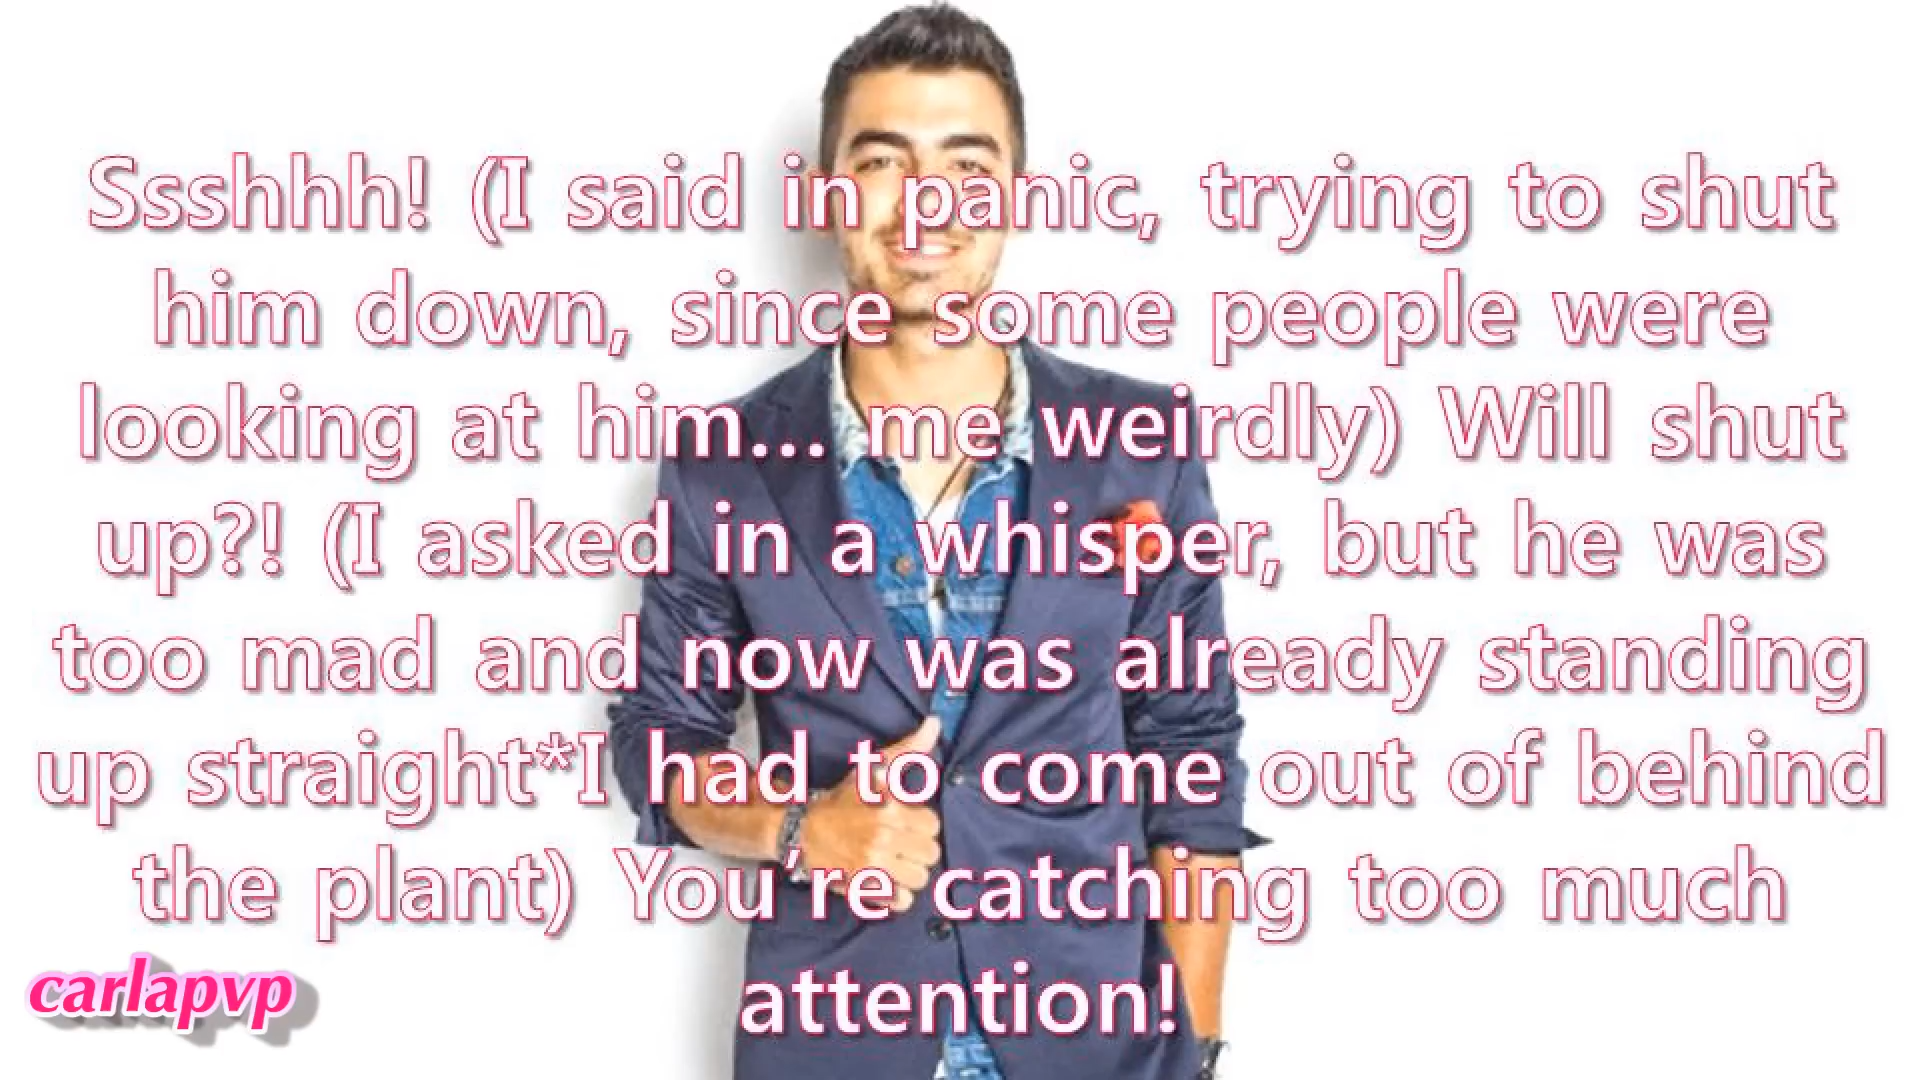 Ssshhh! (I said in panic, trying to shut
him down, since some people were
looking at him... me weirdly) Will shut
up?! (I asked in a whisper, but he was
too mad and now was already standing
up straight*I had to come out of behind
the plant) You're catching too much
attention!
carlapvp